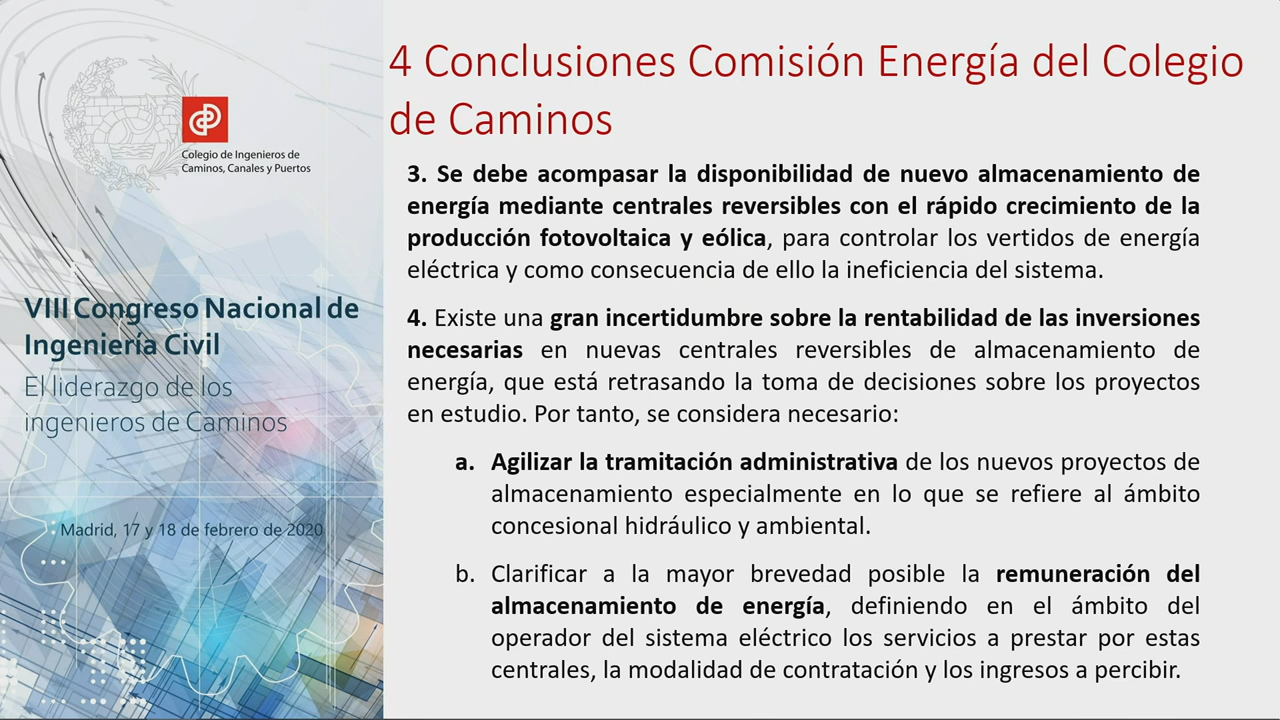 Colegio de Ingenieros de
Caminos, Canales y Puertos
VIII Congreso Nacional de
Ingeniería Civil
El liderazgo de los
ingenieros de Caminos
Madrid, 17 y 18 de febrero de 2020
4 Conclusiones Comisión Energía del Colegio
de Caminos
3. Se debe acompasar la disponibilidad de nuevo almacenamiento de
energía mediante centrales reversibles con el rápido crecimiento de la
producción fotovoltaica y eólica, para controlar los vertidos de energía
eléctrica y como consecuencia de ello la ineficiencia del sistema.
4. Existe una gran incertidumbre sobre la rentabilidad de las inversiones
necesarias en nuevas centrales reversibles de almacenamiento de
energía, que está retrasando la toma de decisiones sobre los proyectos
en estudio. Por tanto, se considera necesario:
a. Agilizar la tramitación administrativa de los nuevos proyectos de
almacenamiento especialmente en lo que se refiere al ámbito
concesional hidráulico y ambiental.
b. Clarificar a la mayor brevedad posible la remuneración del
almacenamiento de energía, definiendo en el ámbito del
operador del sistema eléctrico los servicios a prestar por estas
centrales, la modalidad de contratación y los ingresos a percibir.